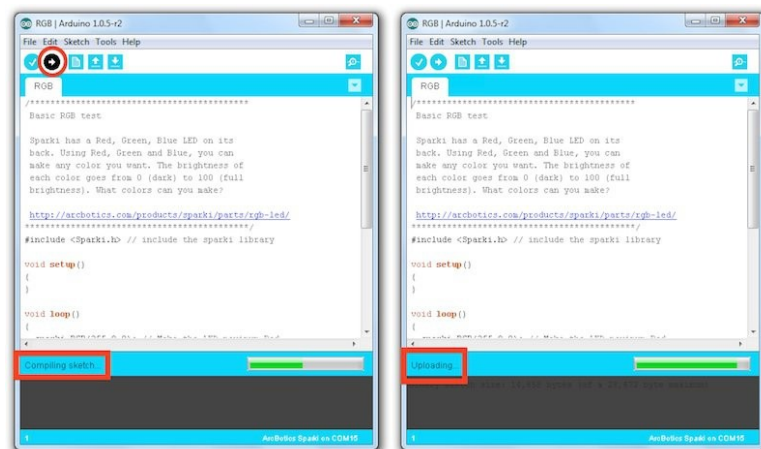 RGB | Arduino 1.0.5-r2
File Edit Sketch Tools Help
RGB
/******************************************
Basic RGB test
Sparki has a Red, Green, Blue LED on its
back. Using Red, Green and Blue, you can
make any color you want. The brightness of
each color goes from 0 (dark) to 100 (full
brightness). What colors can you make?
http://arcbotics.com/products/sparki/parts/rgb-led/
*******************************************/
#include <Sparki.h> // include the sparki library
void setup()
{
}
void loop()
{
Compiling sketch...
1
ArcBotics Sparki on COM15
RGB | Arduino 1.0.5-r2
File Edit Sketch Tools Help
RGB
/******************************************
Basic RGB test
Sparki has a Red, Green, Blue LED on its
back. Using Red, Green and Blue, you can
make any color you want. The brightness of
each color goes from 0 (dark) to 100 (full
brightness). What colors can you make?
http://arcbotics.com/products/sparki/parts/rgb-led/
*******************************************/
#include <Sparki.h> // include the sparki library
void setup()
{
}
void loop()
{
Uploading...
1
ArcBotics Sparki on COM15